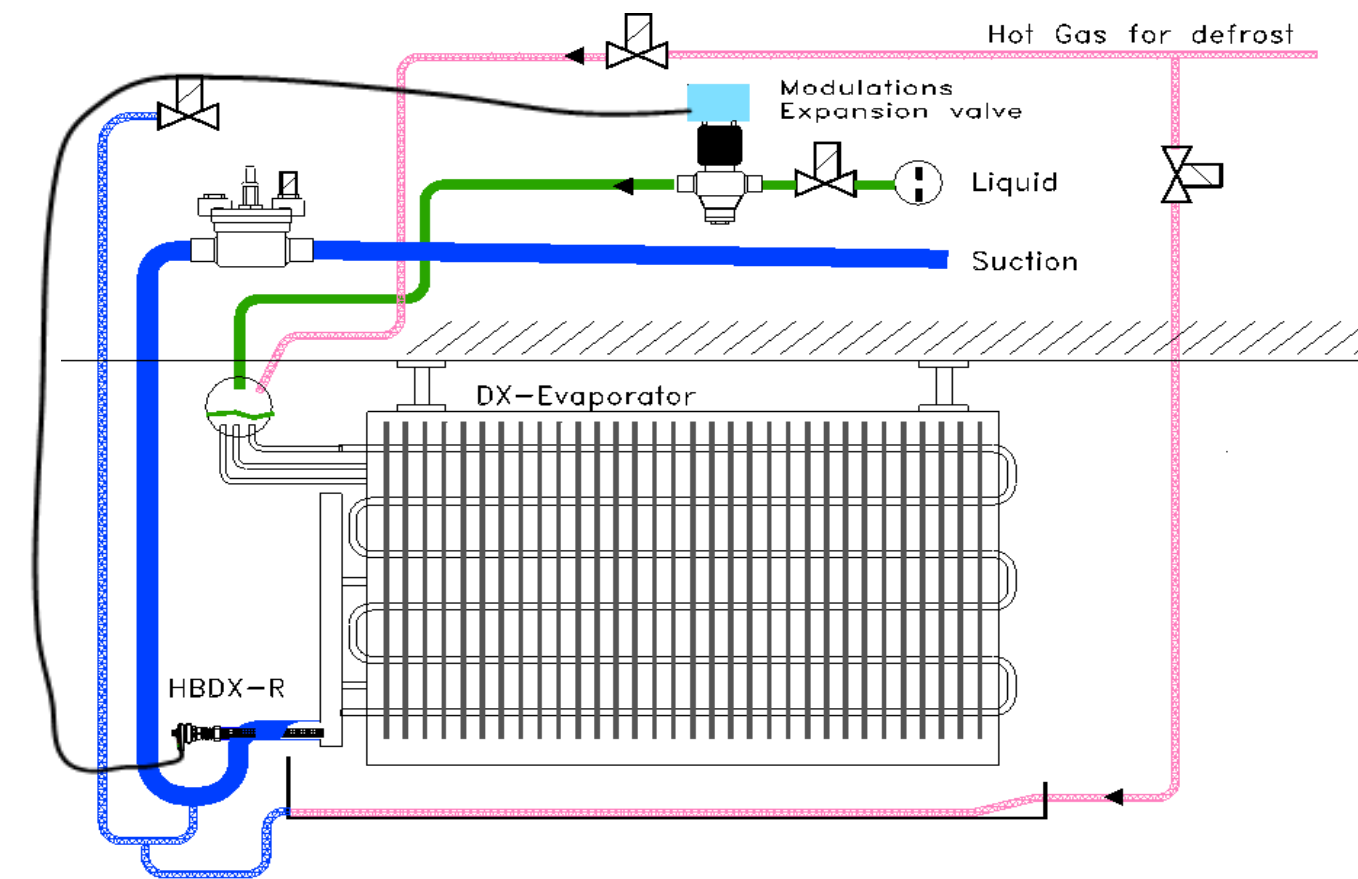 Hot Gas for defrost
Modulations
Expansion valve
Liquid
Suction
DX-Evaporator
HBDX-R